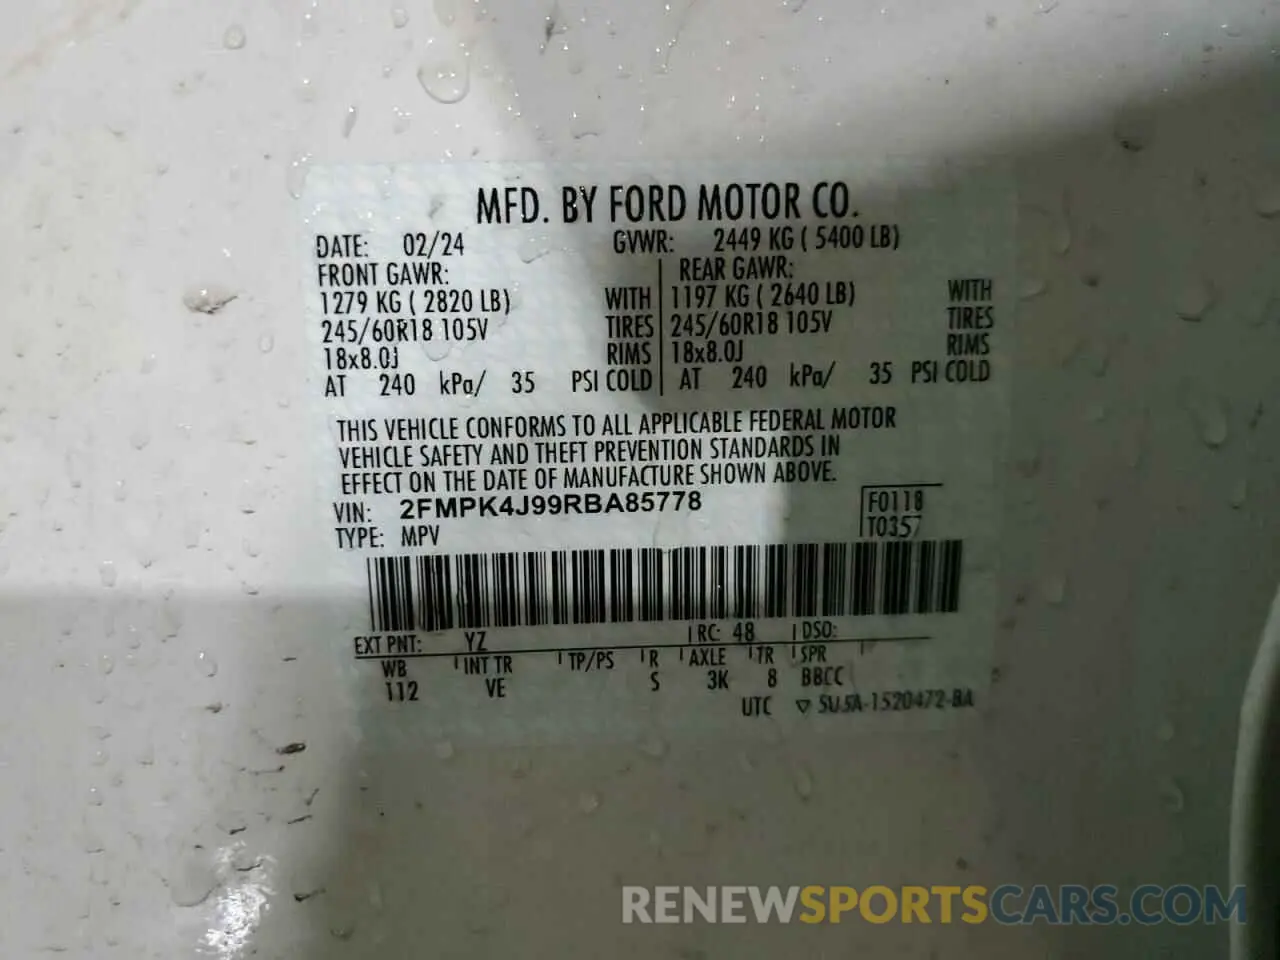 MFD. BY FORD MOTOR CO.
DATE: 02/24 GVWR: 2449 KG ( 5400 LB)
FRONT GAWR: REAR GAWR:
1279 KG ( 2820 LB) WITH 1197 KG ( 2640 LB) WITH
245/60R18 105V TIRES 245/60R18 105V TIRES
18x8.0J RIMS 18x8.0J RIMS
AT 240 kPa/ 35 PSI COLD AT 240 kPa/ 35 PSI COLD
THIS VEHICLE CONFORMS TO ALL APPLICABLE FEDERAL MOTOR
VEHICLE SAFETY AND THEFT PREVENTION STANDARDS IN
EFFECT ON THE DATE OF MANUFACTURE SHOWN ABOVE.
VIN: 2FMPK4J99RBA85778 F0118
TYPE: MPV T0357
EXT PNT: YZ RC: 48 DSO:
WB INT TR TP/PS R AXLE TR SPR
112 VE S 3K 8 BBCC
UTC ▽ 5U5A-1520472-BA
RENEWSPORTSCARS.COM